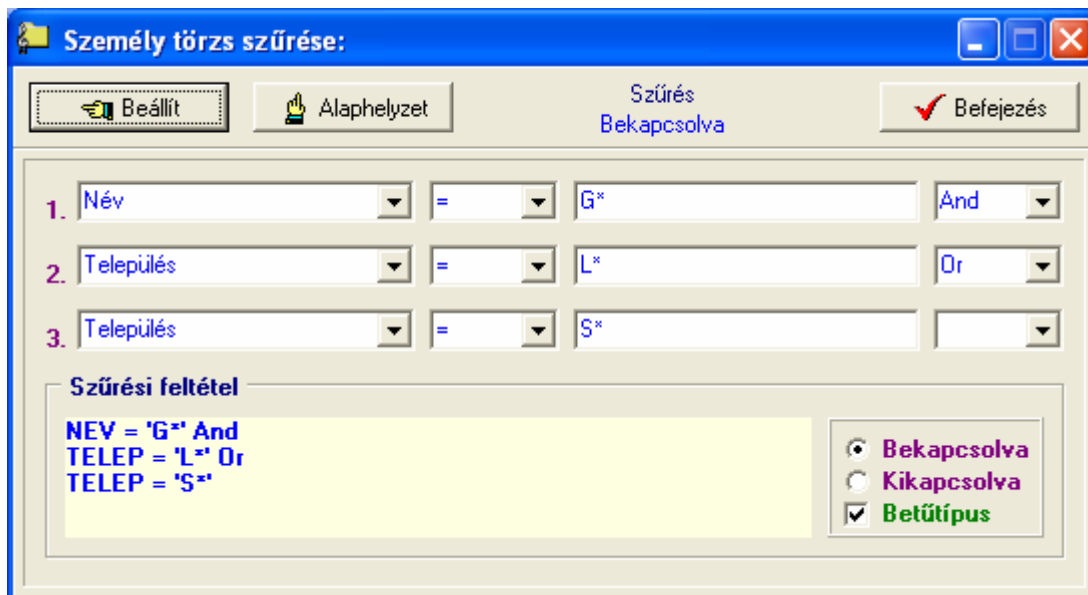 Személy törzs szűrése:
Beállít
Alaphelyzet
Szűrés
Bekapcsolva
Befejezés
1. Név = G* And
2. Település = L* Or
3. Település = S*
Szűrési feltétel
NEV = 'G*' And
TELEP = 'L*' Or
TELEP = 'S*'
Bekapcsolva
Kikapcsolva
Betűtípus